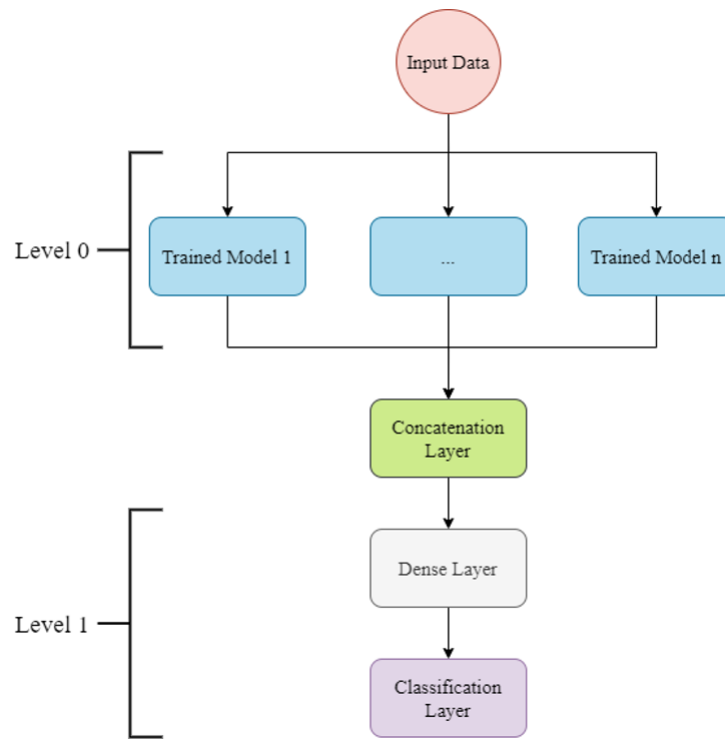 Input Data
Level 0
Trained Model 1
...
Trained Model n
Concatenation
Layer
Dense Layer
Level 1
Classification
Layer